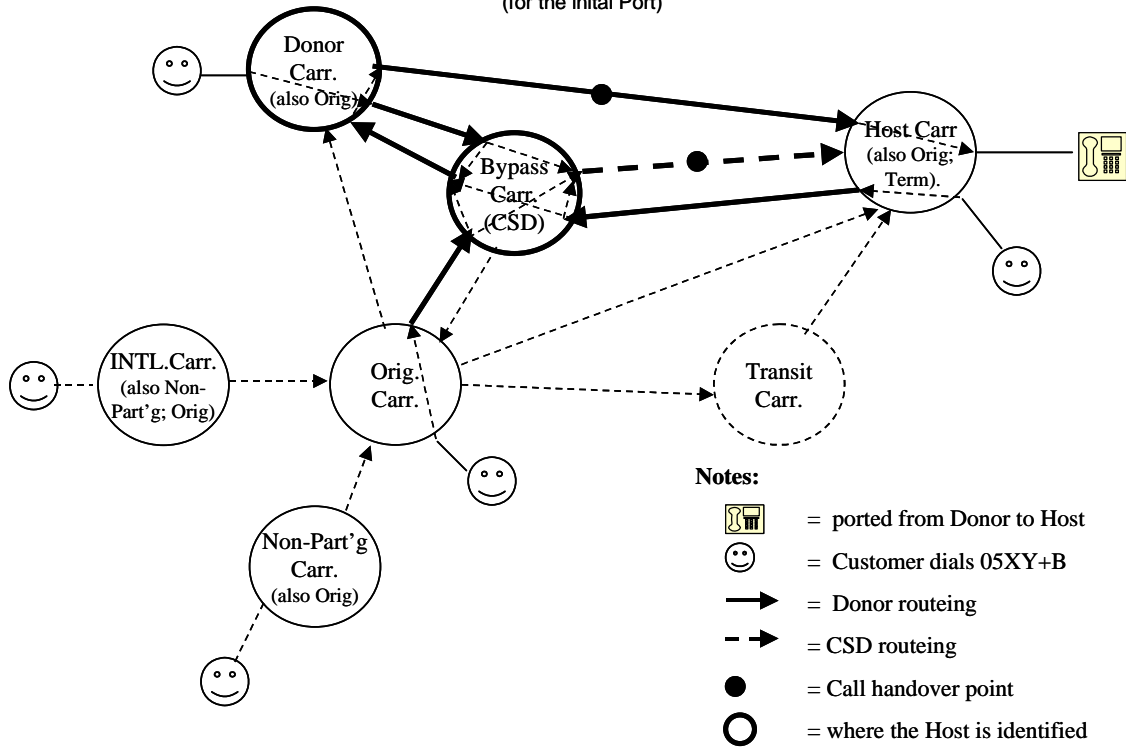 (for the Inital Port)
Donor
Carr.
(also Orig)
Bypass
Carr.
(CSD)
Host Carr
(also Orig;
Term).
INTL.Carr.
(also Non-
Part'g; Orig)
Orig.
Carr.
Transit
Carr.
Non-Part'g
Carr.
(also Orig)
Notes:
= ported from Donor to Host
= Customer dials 05XY+B
= Donor routeing
= CSD routeing
= Call handover point
= where the Host is identified